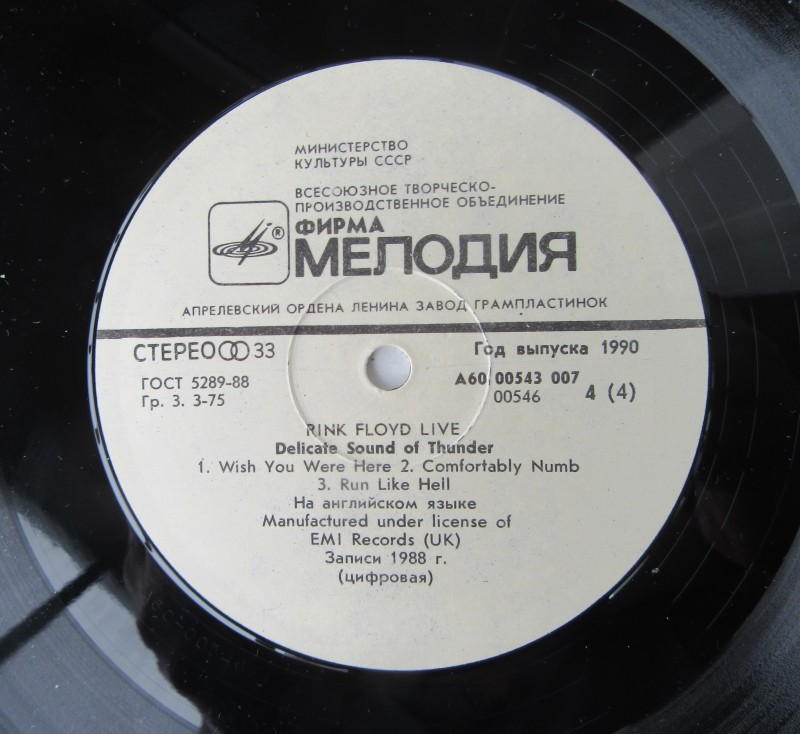 МИНИСТЕРСТВО
КУЛЬТУРЫ СССР
ВСЕСОЮЗНОЕ ТВОРЧЕСКО-
ПРОИЗВОДСТВЕННОЕ ОБЪЕДИНЕНИЕ
ФИРМА
® МЕЛОДИЯ
АПРЕЛЕВСКИЙ ОРДЕНА ЛЕНИНА ЗАВОД ГРАМПЛАСТИНОК
СТЕРЕО 33 Год выпуска 1990
ГОСТ 5289-88 А60 00543 007
Гр. 3. 3-75 00546 4 (4)
PINK FLOYD LIVE
Delicate Sound of Thunder
1. Wish You Were Here 2. Comfortably Numb
3. Run Like Hell
На английском языке
Manufactured under license of
EMI Records (UK)
Записи 1988 г.
(цифровая)